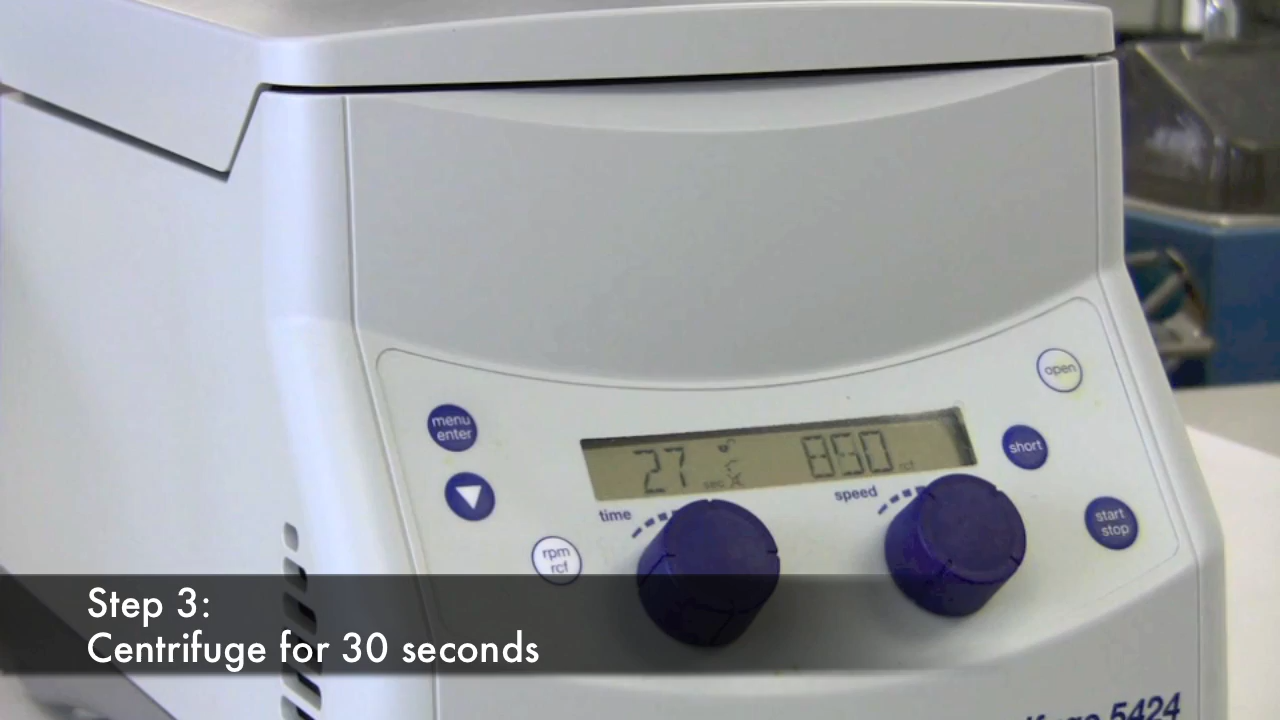 open
menu
enter
short
27 sec 850 rcf
speed
time
start
stop
rpm
rcf
Step 3:
Centrifuge for 30 seconds
5424